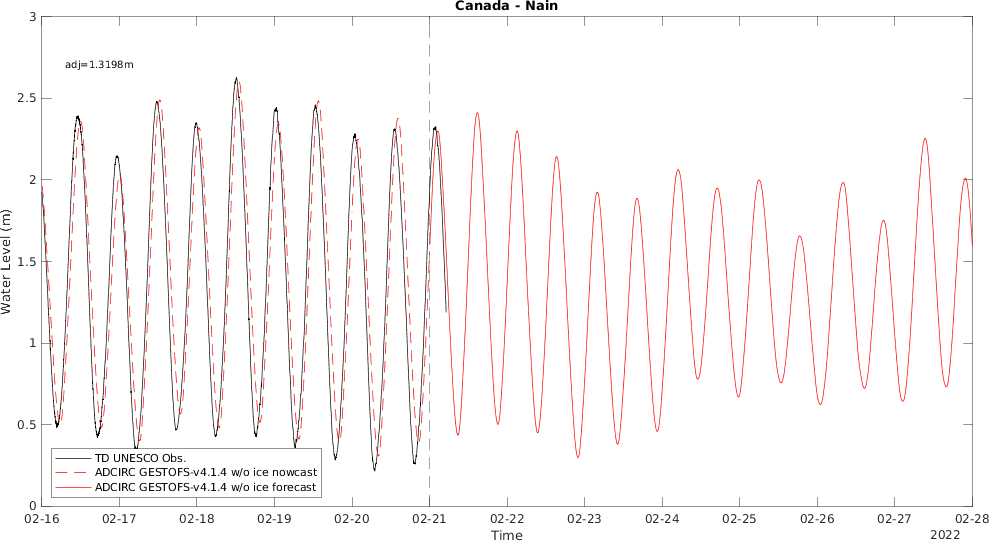 Canada - Nain
adj=1.3198m
3
2.5
2
1.5
1
0.5
0
Water Level (m)
TD UNESCO Obs.
ADCIRC GESTOFS-v4.1.4 w/o ice nowcast
ADCIRC GESTOFS-v4.1.4 w/o ice forecast
02-16 02-17 02-18 02-19 02-20 02-21 02-22 02-23 02-24 02-25 02-26 02-27 02-28
Time
2022